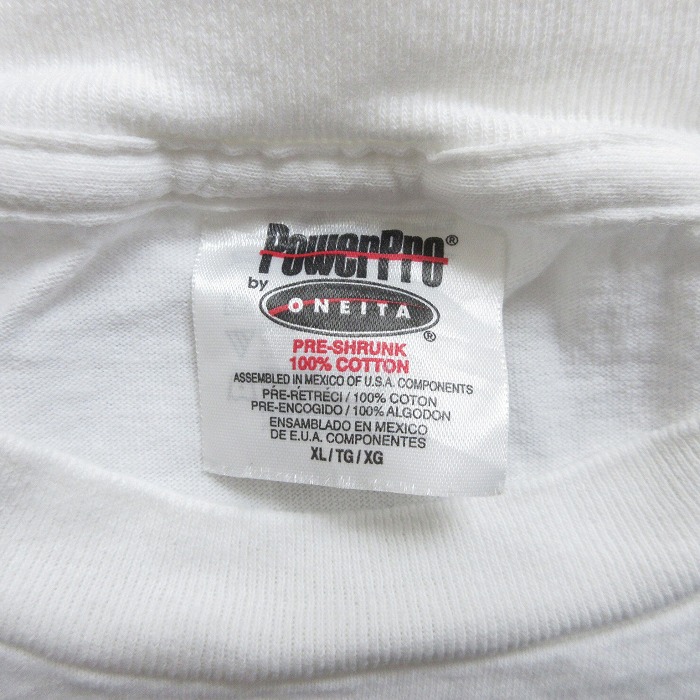 PowerPro®
by ONEITA®
PRE-SHRUNK
100% COTTON
ASSEMBLED IN MEXICO OF U.S.A. COMPONENTS
PRE-RÉTRÉCI / 100% COTON
PRE-ENCOGIDO / 100% ALGODON
ENSAMBLADO EN MEXICO
DE E.U.A. COMPONENTES
XL / TG / XG